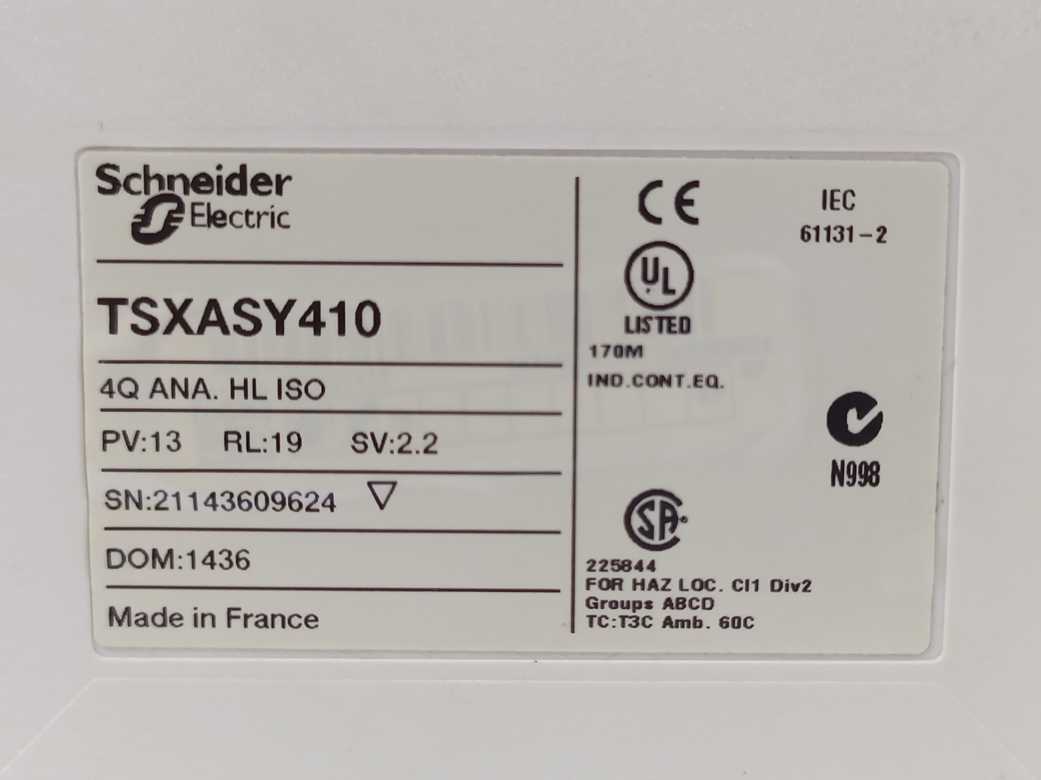 Schneider
Electric
TSXASY410
4Q ANA. HL ISO
PV:13 RL:19 SV:2.2
SN:21143609624
DOM:1436
Made in France
CE
IEC
61131-2
UL
LISTED
170M
IND.CONT.EQ.
N998
SA
225844
FOR HAZ LOC. Cl1 Div2
Groups ABCD
TC:T3C Amb. 60C